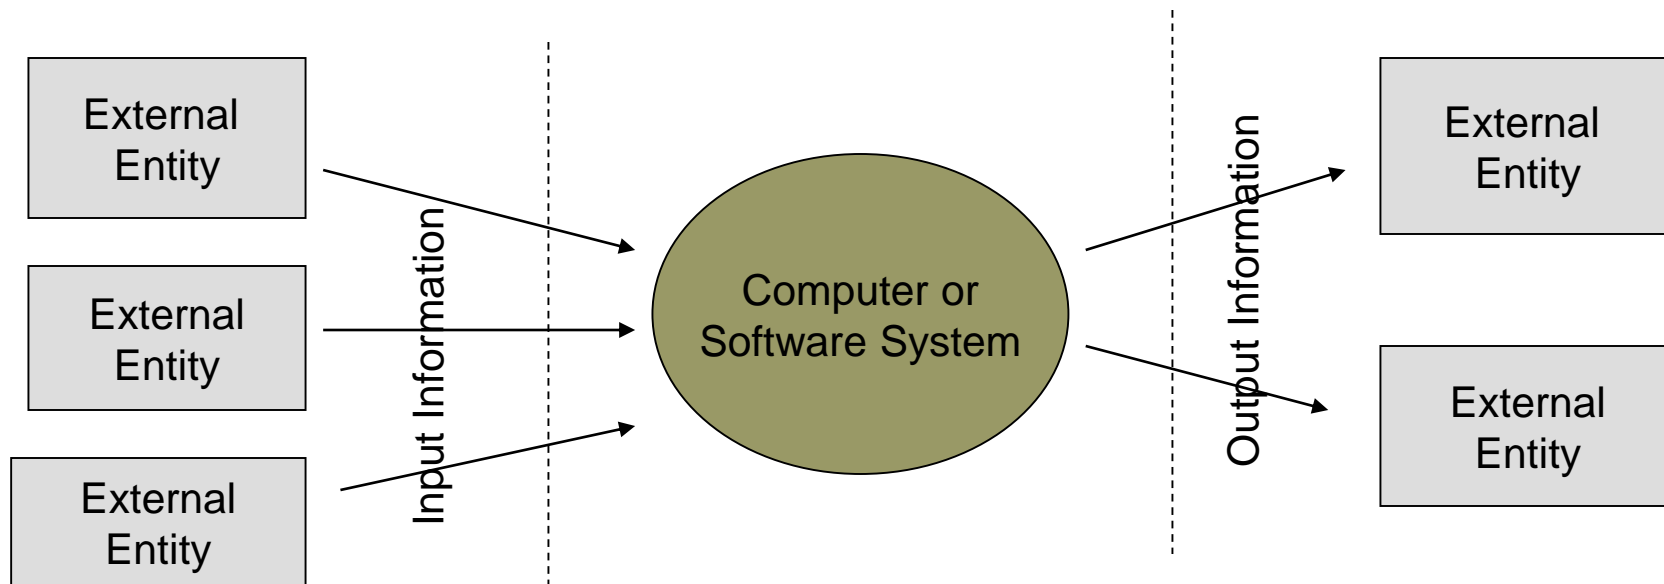 External
Entity
External
Entity
External
Entity
Input Information
Computer or
Software System
Output Information
External
Entity
External
Entity